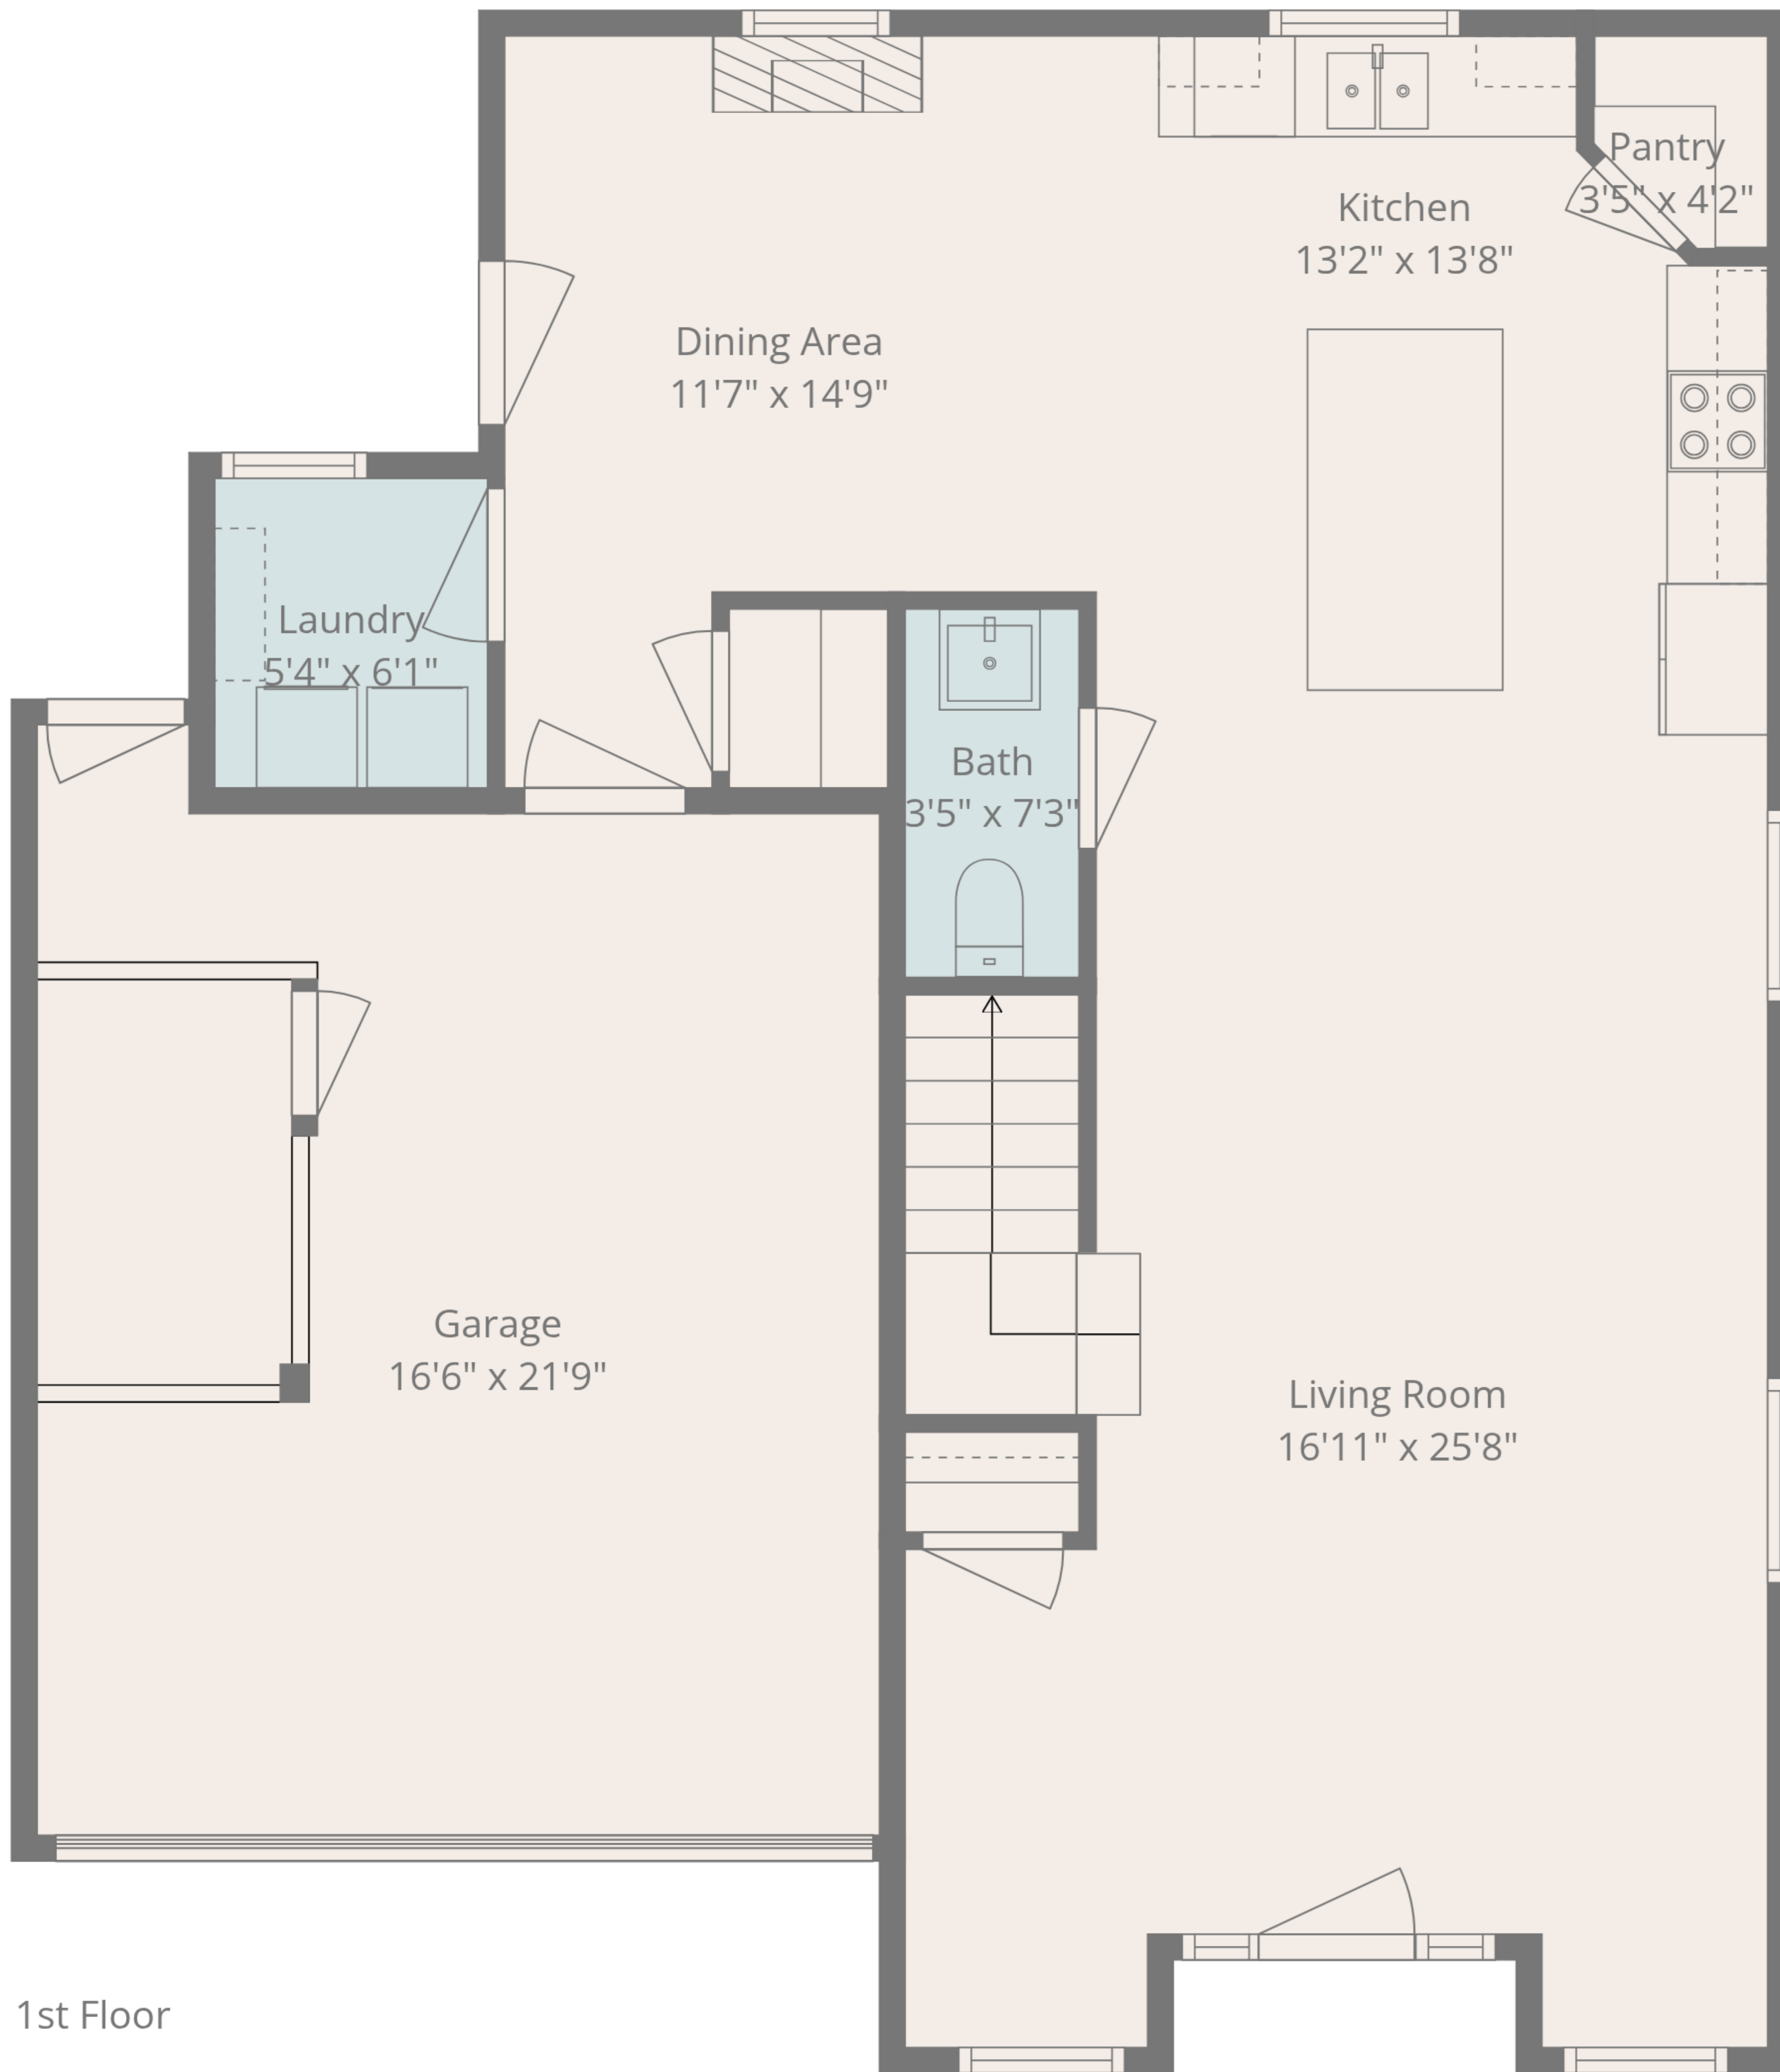 Pantry
3'5" x 4'2"
Kitchen
13'2" x 13'8"
Dining Area
11'7" x 14'9"
Laundry
5'4" x 6'1"
Bath
3'5" x 7'3"
Garage
16'6" x 21'9"
Living Room
16'11" x 25'8"
1st Floor